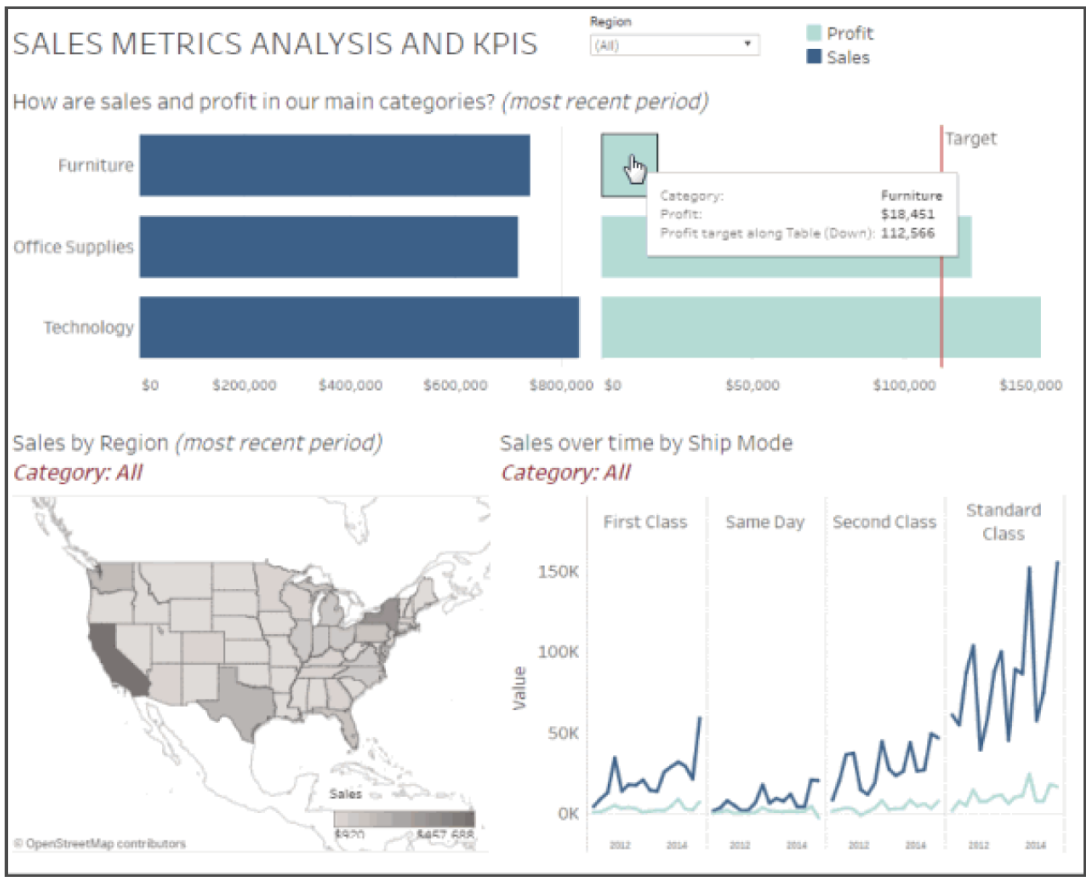 Region
SALES METRICS ANALYSIS AND KPIS
(All)
Profit
Sales
How are sales and profit in our main categories? (most recent period)
Target
Furniture
Category: Furniture
Profit: $18,451
Profit target along Table (Down): 112,566
Office Supplies
Technology
$0 $200,000 $400,000 $600,000 $800,000 $0 $50,000 $100,000 $150,000
Sales by Region (most recent period)
Category: All
Sales
$920 $457,688
© OpenStreetMap contributors
Sales over time by Ship Mode
Category: All
First Class Same Day Second Class Standard
Class
150K
100K
50K
0K
Value
2012 2014 2012 2014 2012 2014 2012 2014